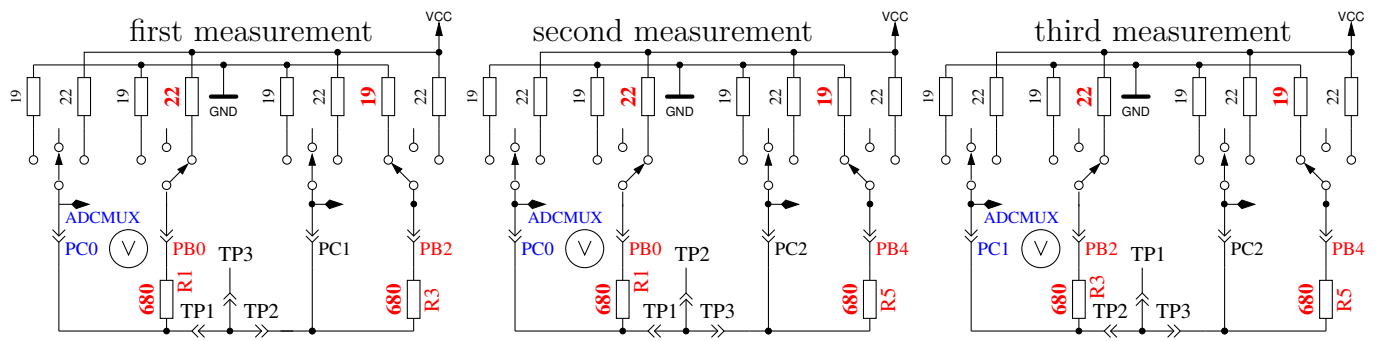 first measurement
VCC
19
22
19
22
GND
19
22
19
22
ADCMUX
PC0
V
PB0
TP3
PC1
PB2
680
R1
TP1
TP2
680
R3
second measurement
VCC
19
22
19
22
GND
19
22
19
22
ADCMUX
PC0
V
PB0
TP2
PC2
PB4
680
R1
TP1
TP3
680
R5
third measurement
VCC
19
22
19
22
GND
19
22
19
22
ADCMUX
PC1
V
PB2
TP1
PC2
PB4
680
R3
TP2
TP3
680
R5